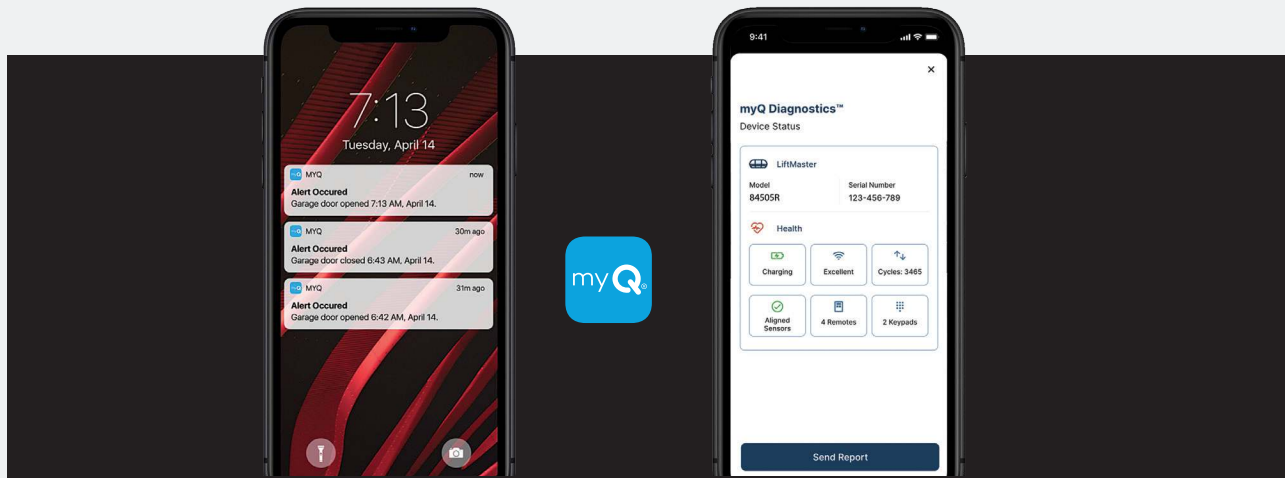 7:13
Tuesday, April 14
myQ MYQ now
Alert Occured
Garage door opened 7:13 AM, April 14.
myQ MYQ 30m ago
Alert Occured
Garage door closed 6:43 AM, April 14.
myQ MYQ 31m ago
Alert Occured
Garage door opened 6:42 AM, April 14.
myQ®
9:41
myQ Diagnostics™
Device Status
LiftMaster
Model Serial Number
84505R 123-456-789
Health
Charging Excellent Cycles: 3465
Aligned
Sensors 4 Remotes 2 Keypads
Send Report